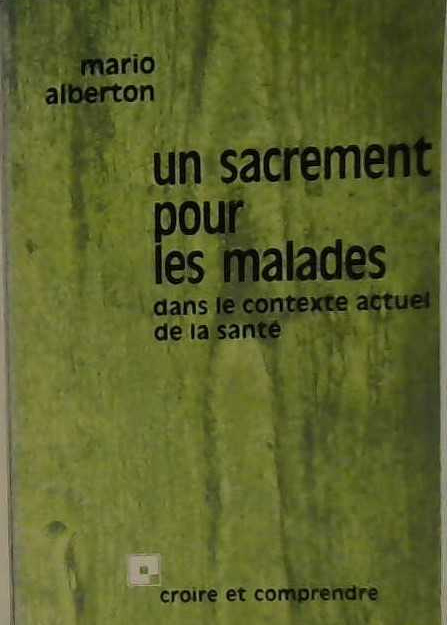 mario
alberton
un sacrement
pour
les malades
dans le contexte actuel
de la santé
croire et comprendre